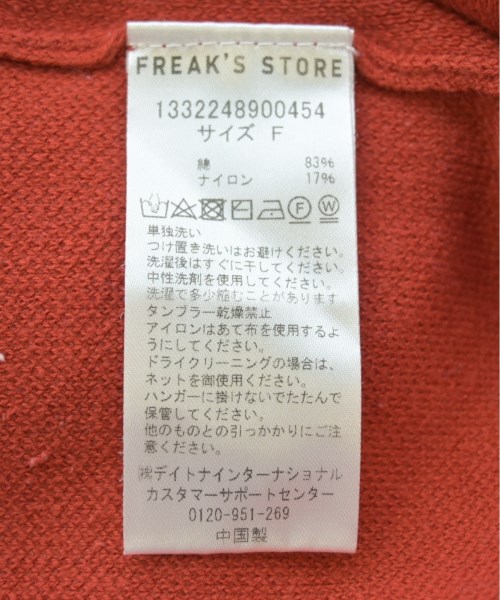 FREAK'S STORE
1332248900454
サイズ F
綿 83%
ナイロン 17%
F W
単独洗い
つけ置き洗いはお避けください。
洗濯後はすぐに干してください。
中性洗剤を使用してください。
洗濯で多少縮むことがあります
タンブラー乾燥禁止
アイロンはあて布を使用するよ
うにしてください。
ドライクリーニングの場合は、
ネットを御使用ください。
ハンガーに掛けないでたたんで
保管してください。
他のものとの引っかかりにご注
意ください。
㈱デイトナインターナショナル
カスタマーサポートセンター
0120-951-269
中国製